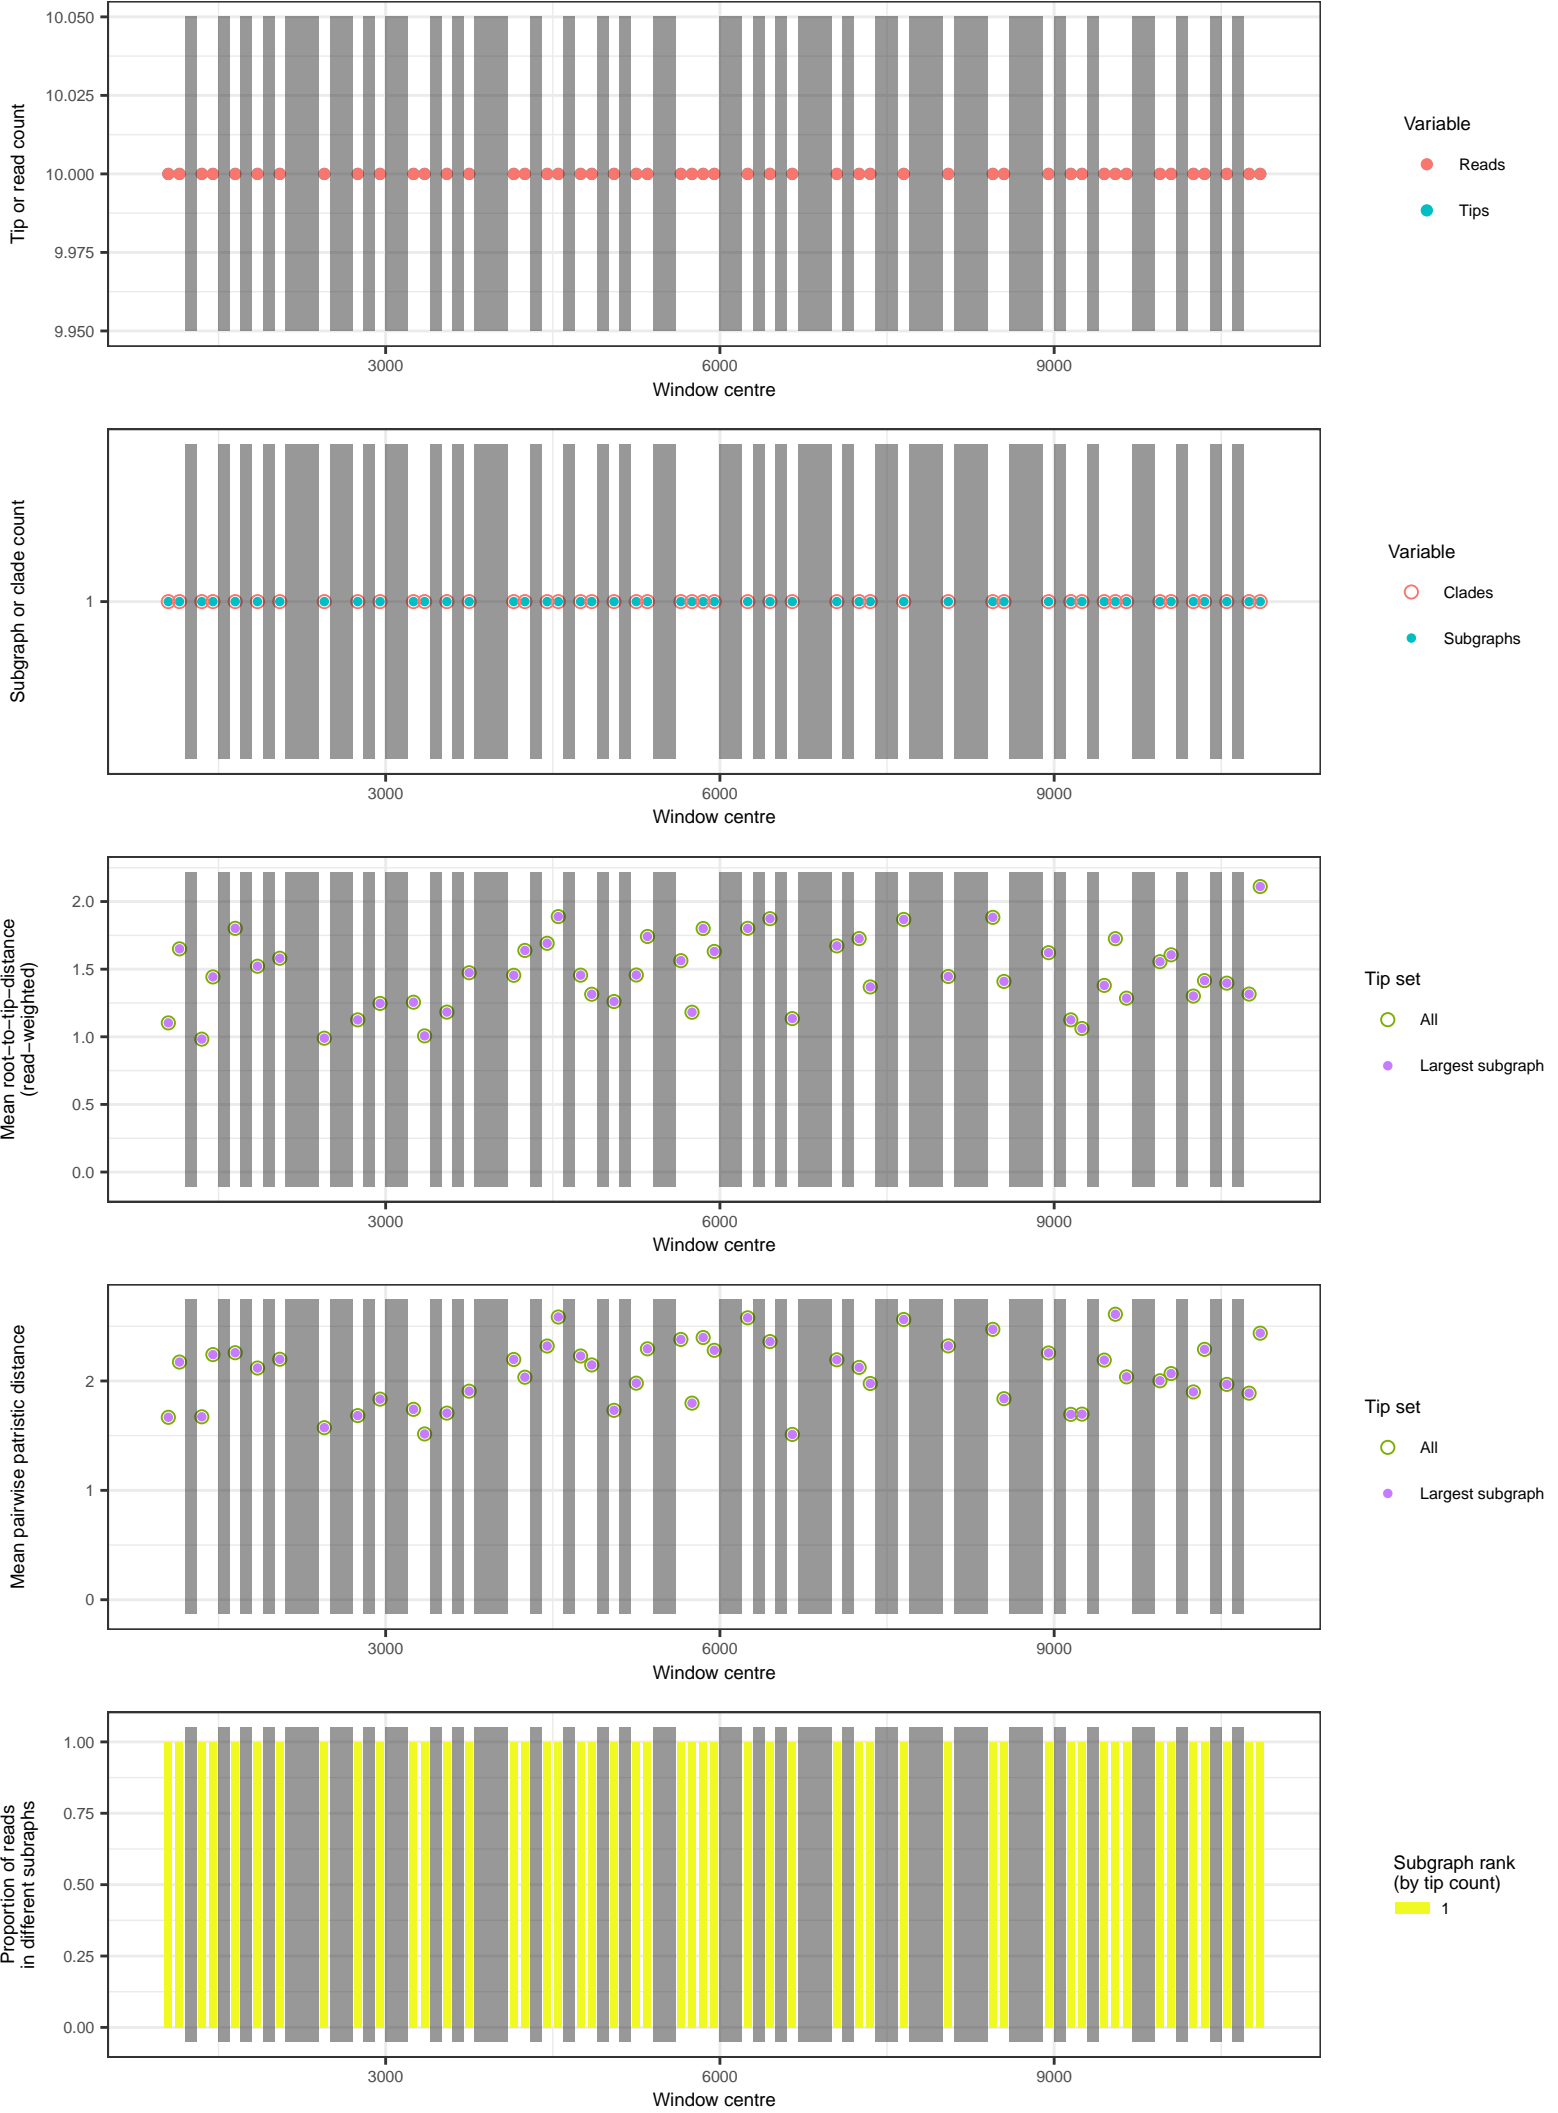 10.050
10.025
10.000
9.975
9.950
Tip or read count
3000
6000
9000
Window centre
Variable
Reads
Tips
1
Subgraph or clade count
3000
6000
9000
Window centre
Variable
Clades
Subgraphs
2.0
1.5
1.0
0.5
0.0
Mean root−to−tip−distance
(read−weighted)
3000
6000
9000
Window centre
Tip set
All
Largest subgraph
2
1
0
Mean pairwise patristic distance
3000
6000
9000
Window centre
Tip set
All
Largest subgraph
1.00
0.75
0.50
0.25
0.00
Proportion of reads
in different subraphs
3000
6000
9000
Window centre
Subgraph rank
(by tip count)
1